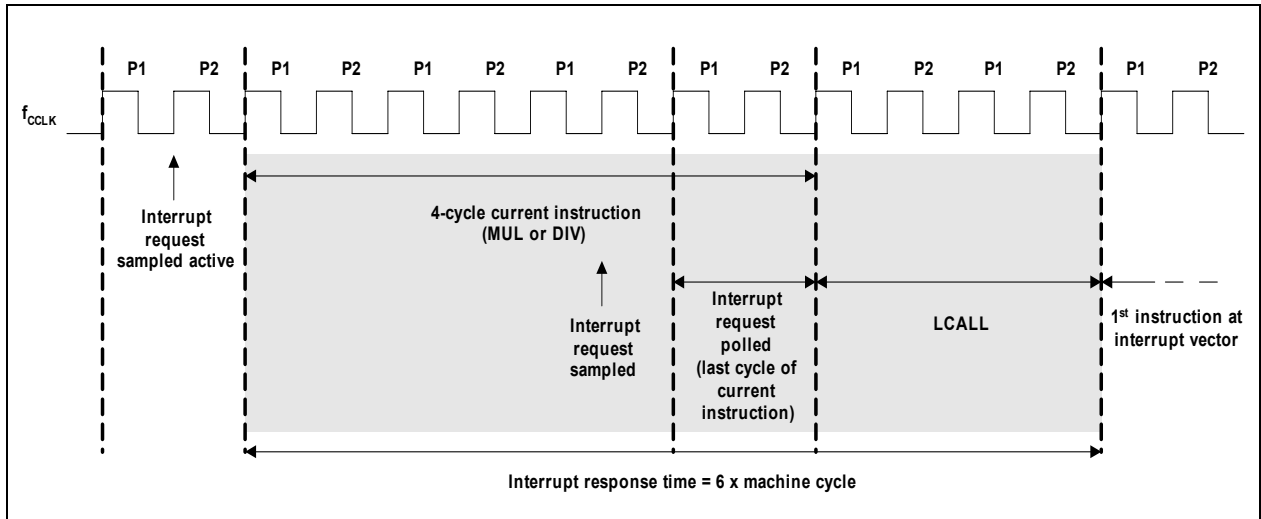 P1 P2 P1 P2 P1 P2 P1 P2 P1 P2 P1 P2 P1 P2 P1 P2
fCCLK
Interrupt
request
sampled active
4-cycle current instruction
(MUL or DIV)
Interrupt
request
sampled
Interrupt
request
polled
(last cycle of
current
instruction)
LCALL
1st instruction at
interrupt vector
Interrupt response time = 6 x machine cycle